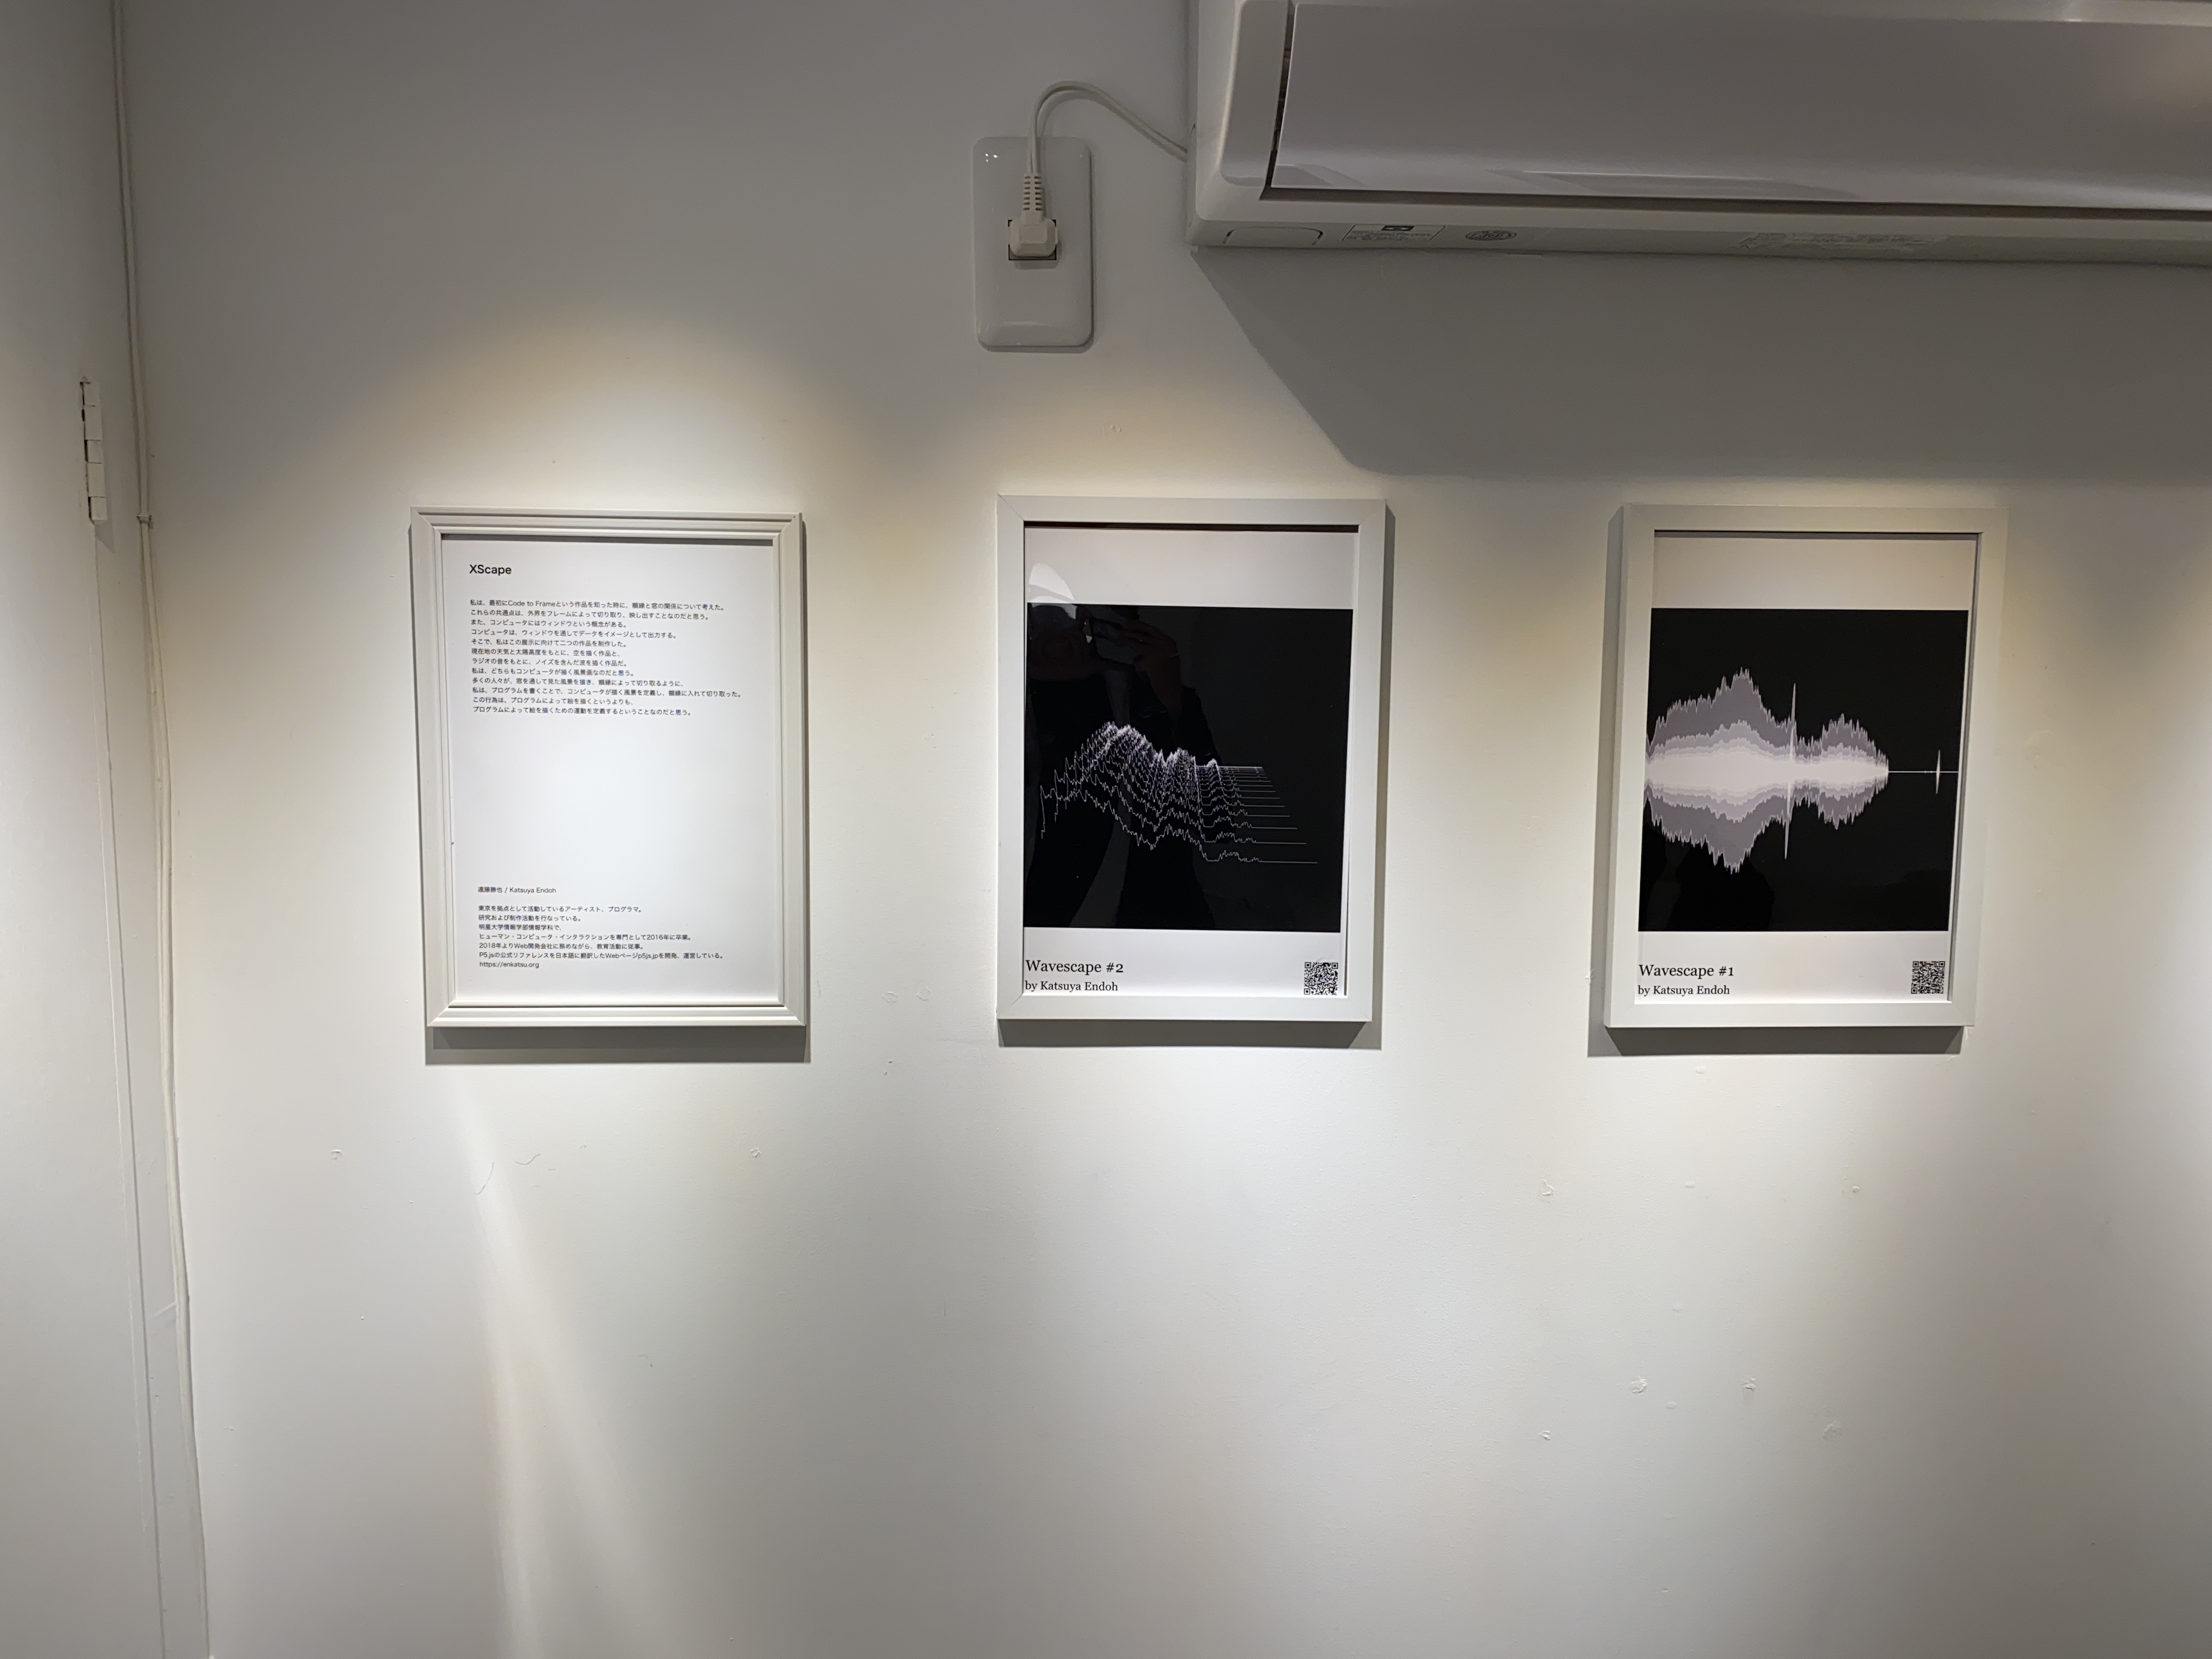 XScape
私は、最初にCode to Frameという作品を知った時に、額縁と窓の関係について考えた。
これらの共通点は、外界をフレームによって切り取り、映し出すことなのだと思う。
また、コンピュータにはウィンドウという概念がある。
コンピュータは、ウィンドウを通してデータをイメージとして出力する。
そこで、私はこの展示に向けて二つの作品を制作した。
現在地の天気と太陽高度をもとに、空を描く作品と、
ラジオの音をもとに、ノイズを含んだ波を描く作品だ。
私は、どちらもコンピュータが描く風景画なのだと思う。
多くの人々が、窓を通して見た風景を描き、額縁によって切り取るように、
私は、プログラムを書くことで、コンピュータが描く風景を定義し、額縁に入れて切り取った。
この行為は、プログラムによって絵を描くというよりも、
プログラムによって絵を描くための運動を定義するということなのだと思う。
遠藤勝也 / Katsuya Endoh
東京を拠点として活動しているアーティスト、プログラマ。
研究および制作活動を行なっている。
明星大学情報学部情報学科で、
ヒューマン・コンピュータ・インタラクションを専門として2016年に卒業。
2018年よりWeb開発会社に務めながら、教育活動に従事。
P5.jsの公式リファレンスを日本語に翻訳したWebページp5js.jpを開発、運営している。
https://enkatsu.org
Wavescape #2
by Katsuya Endoh
Wavescape #1
by Katsuya Endoh